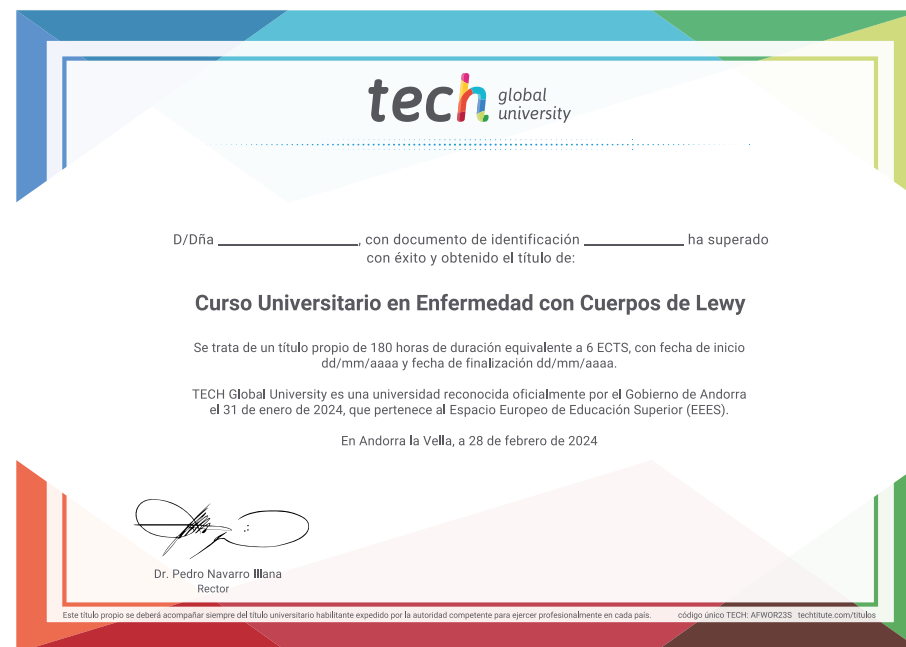 tech global university
D/Dña ______________, con documento de identificación __________ ha superado
con éxito y obtenido el título de:
Curso Universitario en Enfermedad con Cuerpos de Lewy
Se trata de un título propio de 180 horas de duración equivalente a 6 ECTS, con fecha de inicio
dd/mm/aaaa y fecha de finalización dd/mm/aaaa.
TECH Global University es una universidad reconocida oficialmente por el Gobierno de Andorra
el 31 de enero de 2024, que pertenece al Espacio Europeo de Educación Superior (EEES).
En Andorra la Vella, a 28 de febrero de 2024
Dr. Pedro Navarro Illana
Rector
Este título propio se deberá acompañar siempre del título universitario habilitante expedido por la autoridad competente para ejercer profesionalmente en cada país. código único TECH: AFWOR23S techtitute.com/titulos